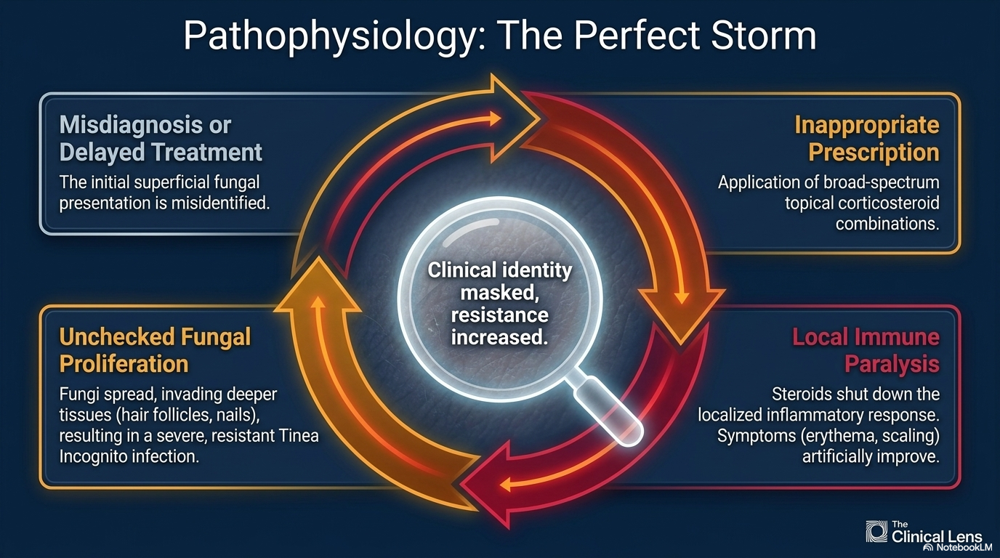 Pathophysiology: The Perfect Storm
Misdiagnosis or
Delayed Treatment
The initial superficial fungal
presentation is misidentified.
Inappropriate
Prescription
Application of broad-spectrum
topical corticosteroid
combinations.
Clinical identity
masked,
resistance
increased.
Unchecked Fungal
Proliferation
Fungi spread, invading deeper
tissues (hair follicles, nails),
resulting in a severe, resistant Tinea
Incognito infection.
Local Immune
Paralysis
Steroids shut down the
localized inflammatory response.
Symptoms (erythema, scaling)
artificially improve.
The
Clinical Lens
NotebookLM